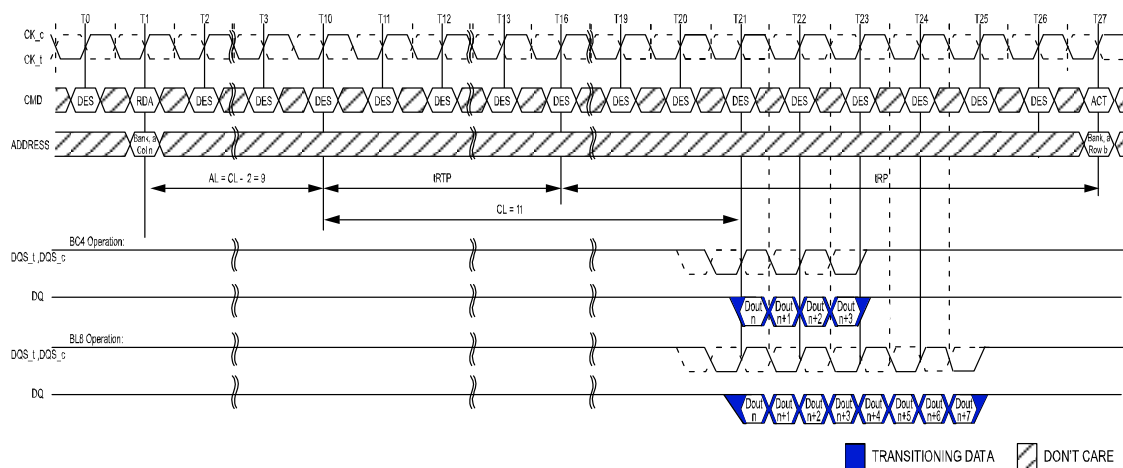 T0 T1 T2 T3 T10 T11 T12 T13 T16 T19 T20 T21 T22 T23 T24 T25 T26 T27
CK_c
CK_t
CMD DES RDA DES DES DES DES DES DES DES DES DES DES DES DES DES DES DES ACT
ADDRESS Bank, a Bank, a
Col n Row b
AL = CL - 2 = 9 tRTP tRP
CL = 11
BC4 Operation:
DQS_t ,DQS_c
DQ Dout Dout Dout Dout
n n+1 n+2 n+3
BL8 Operation:
DQS_t ,DQS_c
DQ Dout Dout Dout Dout Dout Dout Dout Dout
n n+1 n+2 n+3 n+4 n+5 n+6 n+7
TRANSITIONING DATA DON'T CARE